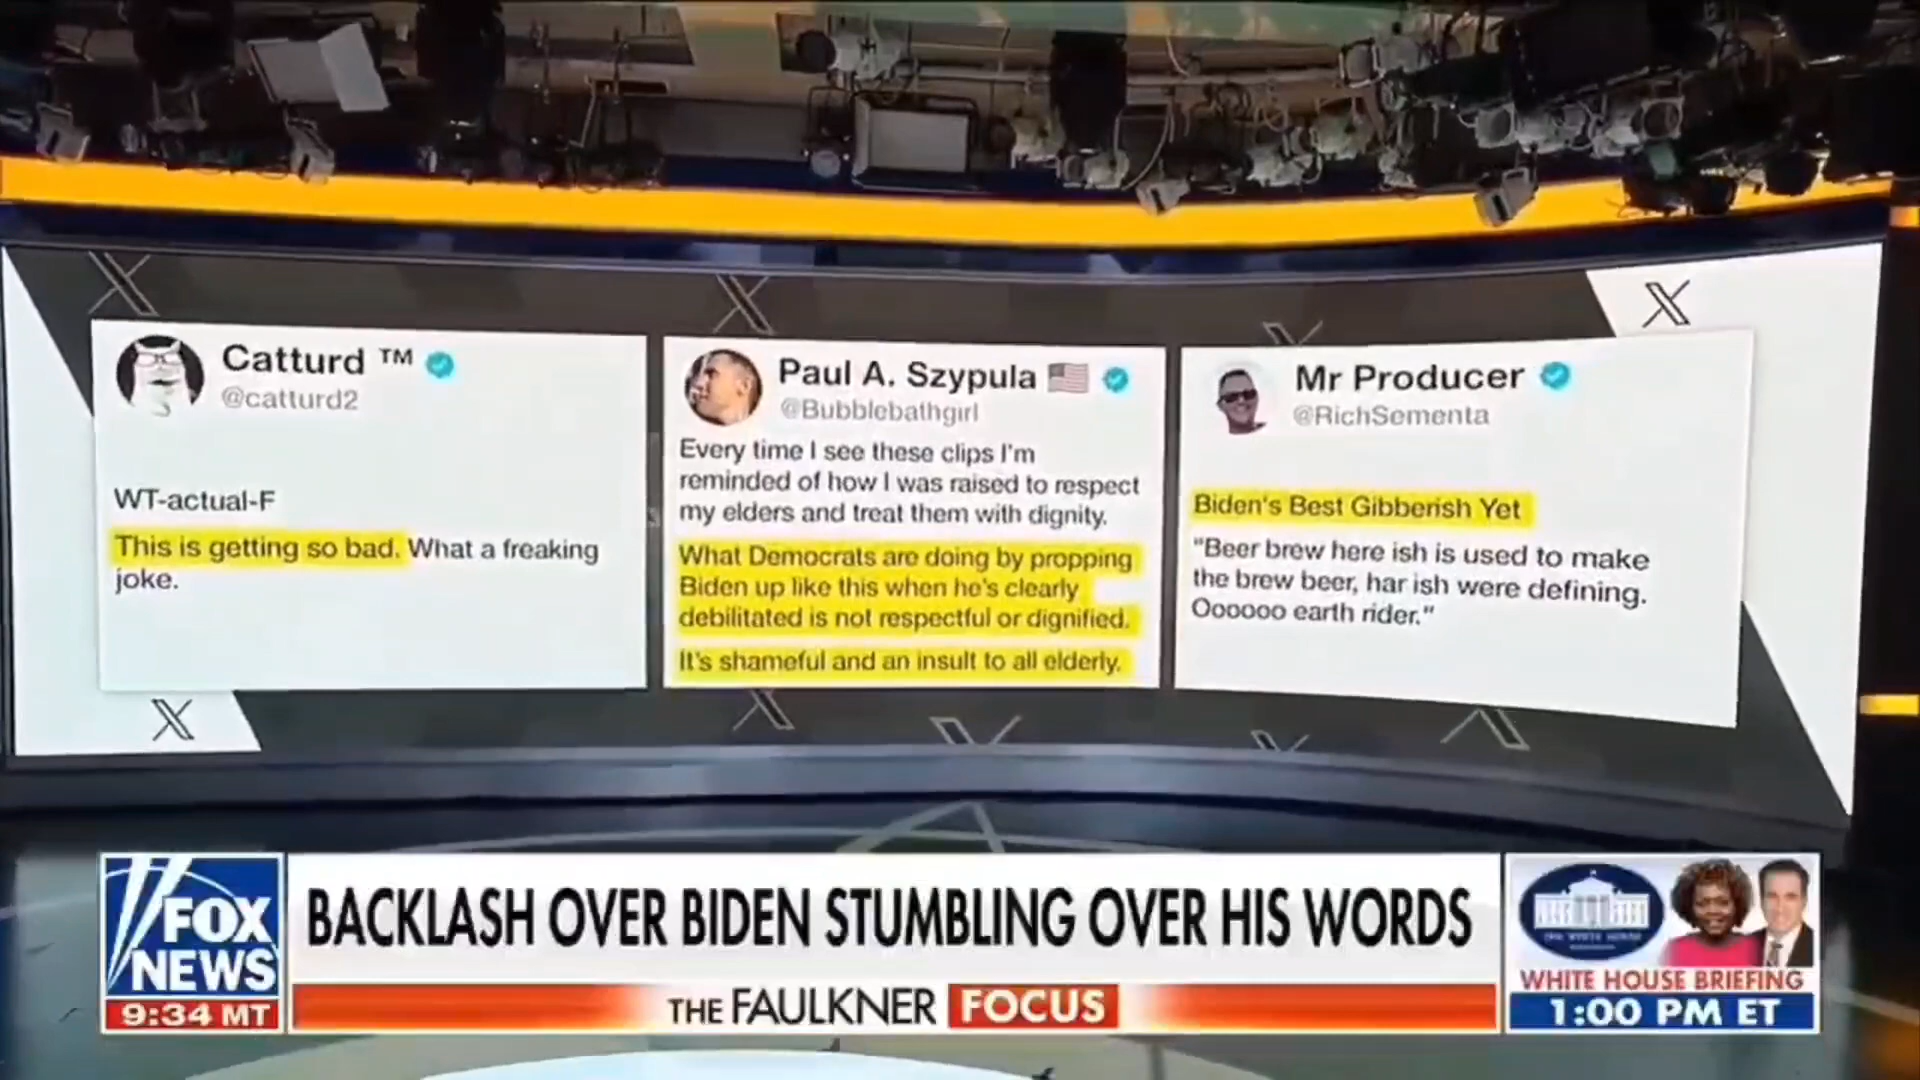 Catturd ™
@catturd2
WT-actual-F
This is getting so bad. What a freaking
joke.
Paul A. Szypula
@Bubblebathgirl
Every time I see these clips I'm
reminded of how I was raised to respect
my elders and treat them with dignity.
What Democrats are doing by propping
Biden up like this when he's clearly
debilitated is not respectful or dignified.
It's shameful and an insult to all elderly.
Mr Producer
@RichSementa
Biden's Best Gibberish Yet
"Beer brew here ish is used to make
the brew beer, har ish were defining.
Oooooo earth rider."
FOX
NEWS
9:34 MT
BACKLASH OVER BIDEN STUMBLING OVER HIS WORDS
THE FAULKNER FOCUS
THE WHITE HOUSE
WHITE HOUSE BRIEFING
1:00 PM ET